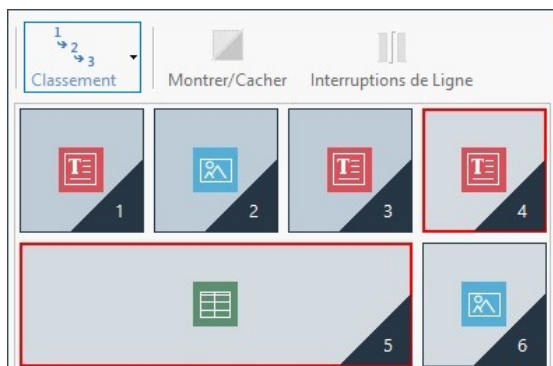 1
2
3
Classement
Montrer/Cacher
Interruptions de Ligne
T
1
2
T
3
T
4
5
6